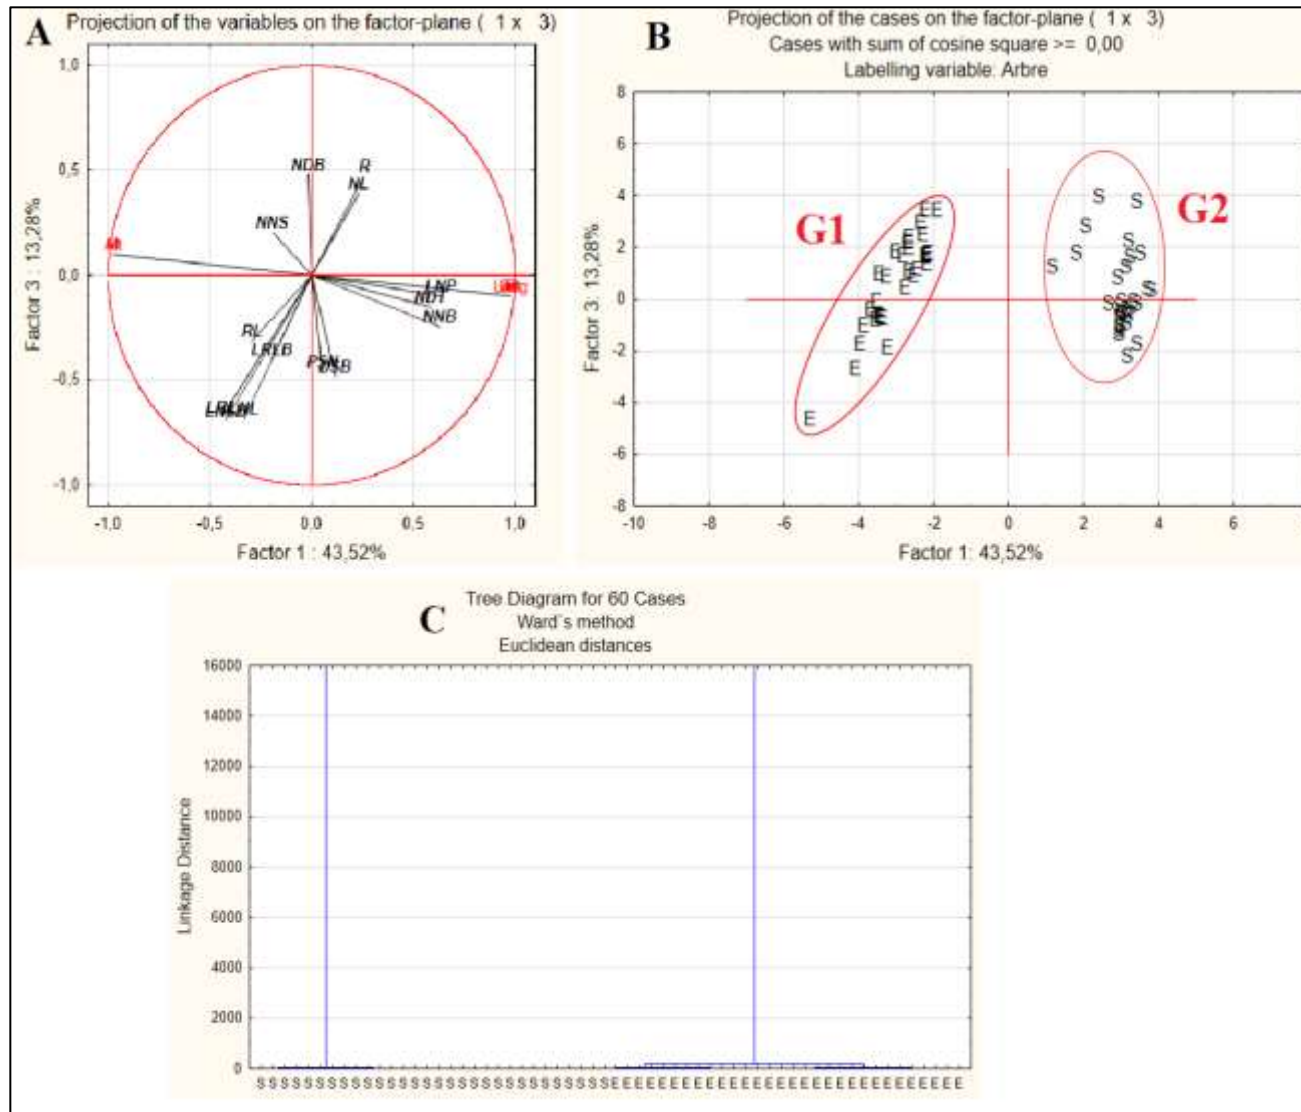 A
Projection of the variables on the factor-plane ( 1 x 3)
1,0
0,5
0,0
-0,5
-1,0
Factor 3 : 13,28%
NDB
R
NL
NNS
LNP
NDT
NNB
RL
LRLB
-1,0 -0,5 0,0 0,5 1,0
Factor 1 : 43,52%
B
Projection of the cases on the factor-plane ( 1 x 3)
Cases with sum of cosine square >= 0,00
Labelling variable: Arbre
8
6
4
2
0
-2
-4
-6
-8
Factor 3: 13,28%
G1
G2
-10 -8 -6 -4 -2 0 2 4 6
Factor 1: 43,52%
Tree Diagram for 60 Cases
C
Ward`s method
Euclidean distances
16000
14000
12000
10000
8000
6000
4000
2000
0
Linkage Distance
S S S S S S S S S S S S S S S S S S S S S S S S S S S S S S E E E E E E E E E E E E E E E E E E E E E E E E E E E E E E